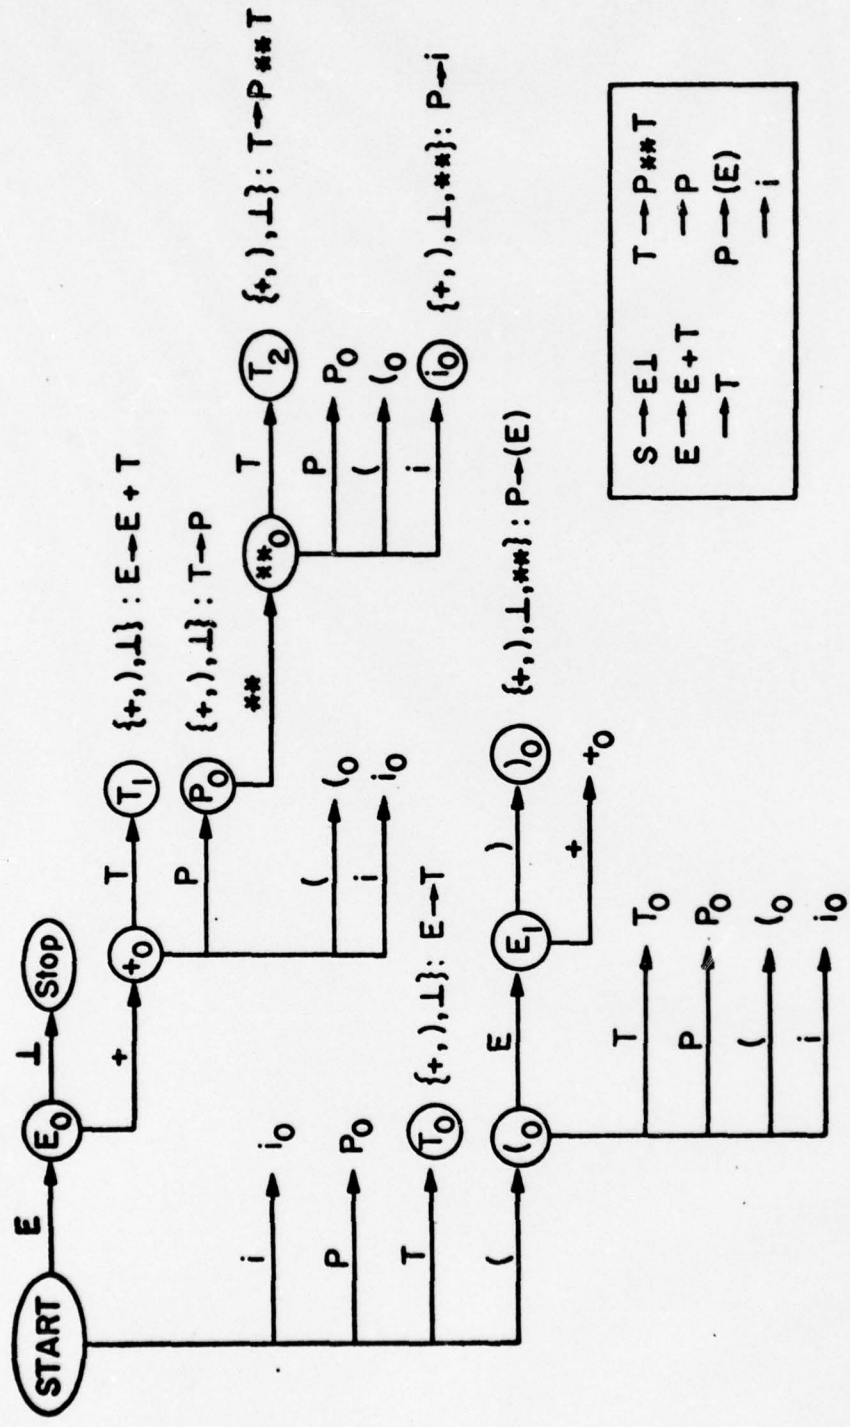 START
E
E₀
⊥
Stop
+
+₀
T
T₁
{+,),⊥} : E→E+T
P
P₀
{+,),⊥} : T→P
**
**₀
T
T₂
{+,),⊥} : T→P**T
P
P₀
(
(₀
i
i₀
{+,),⊥,**} : P→i
(
(₀
i
i₀
i
i₀
P
P₀
T
T₀
{+,),⊥} : E→T
(
(₀
E
E₁
)
)₀
{+,),⊥,**} : P→(E)
+
+₀
T
T₀
P
P₀
(
(₀
i
i₀
S→E⊥ T→P**T
E→E+T →P
→T P→(E)
→i